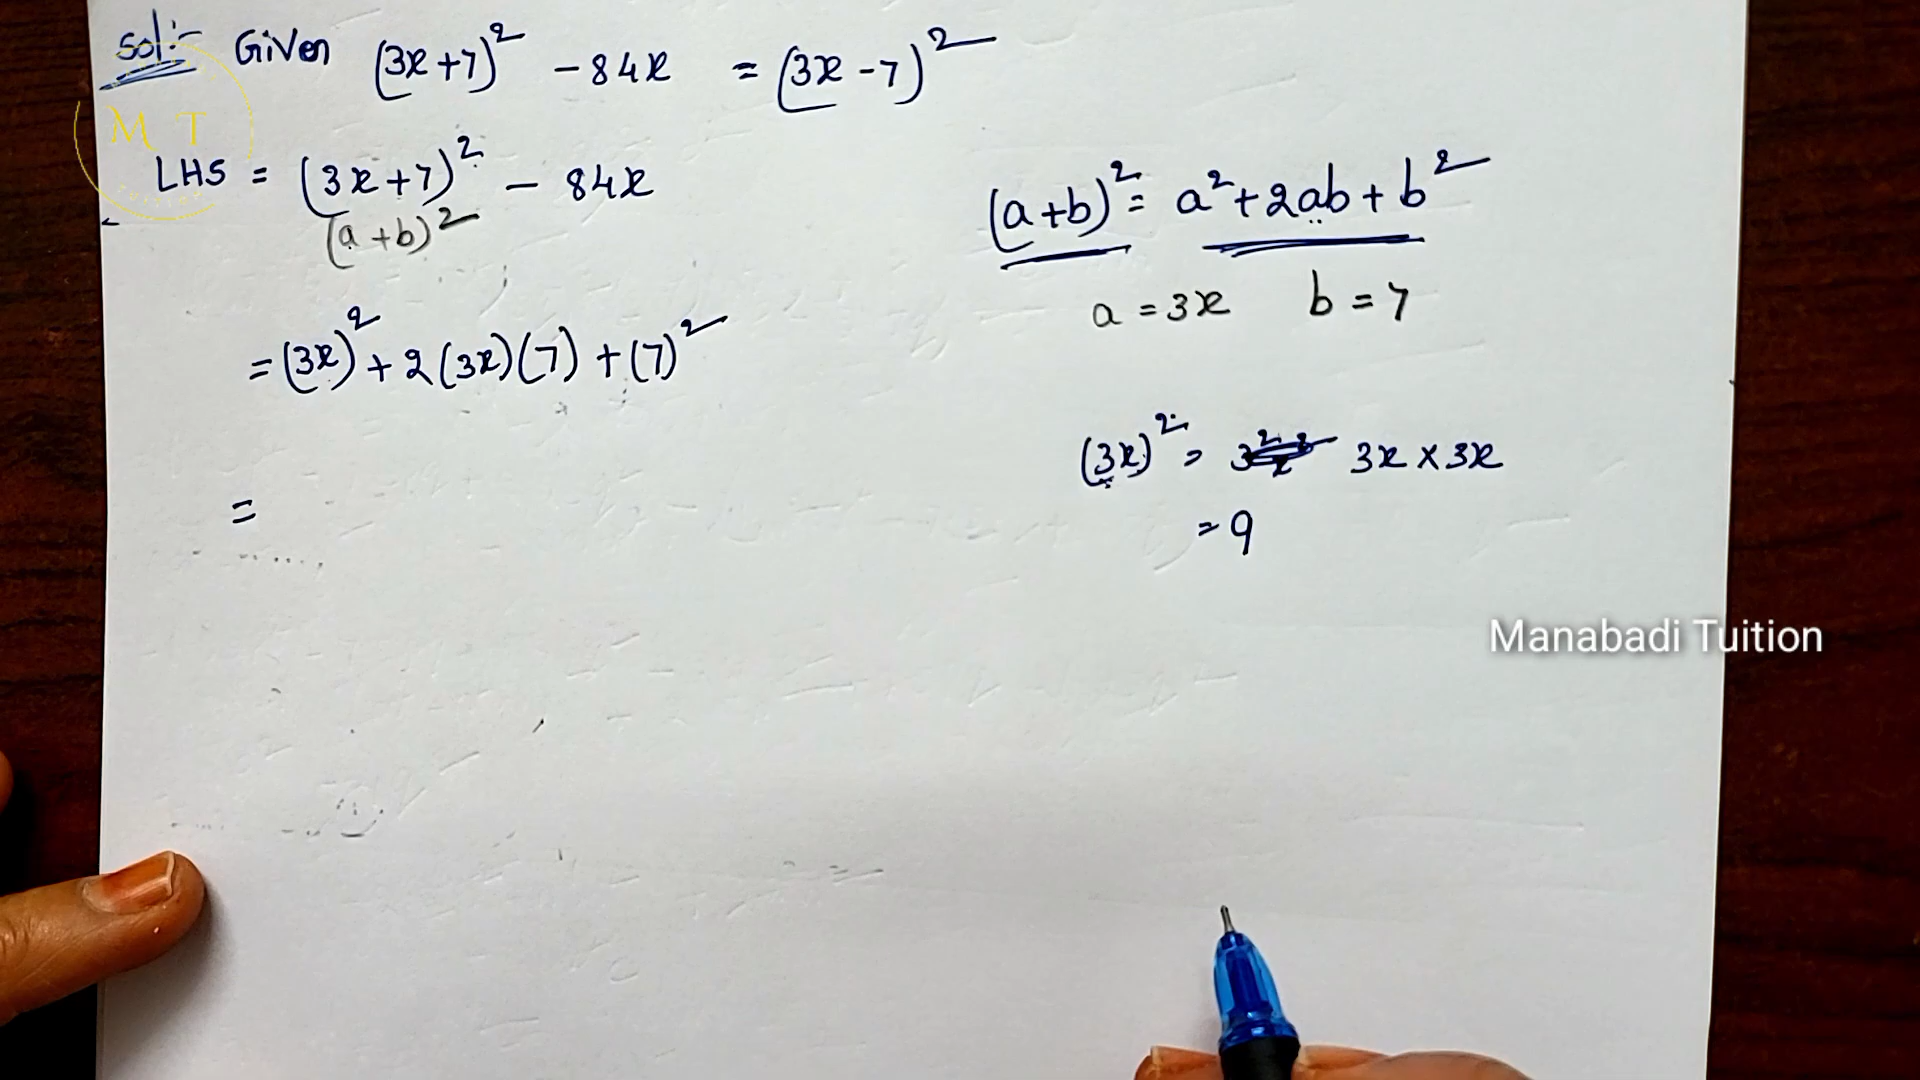 Sol:- Given (3x+7)² - 84x = (3x-7)²
M T
TUITION
LHS = (3x+7)² - 84x
(a+b)²
(a+b)² = a²+2ab+b²
a = 3x b = 7
= (3x)² + 2(3x)(7) + (7)²
(3x)² = 3x × 3x
= 9
=
Manabadi Tuition